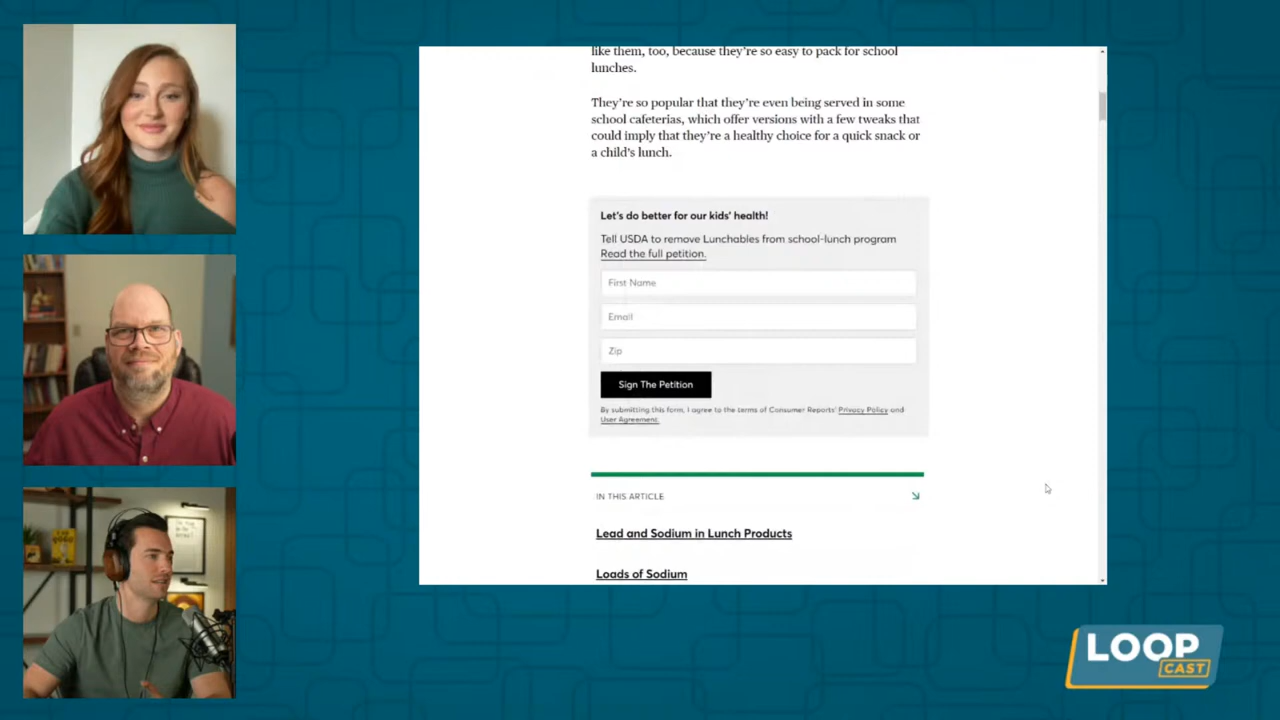 like them, too, because they're so easy to pack for school
lunches.
They're so popular that they're even being served in some
school cafeterias, which offer versions with a few tweaks that
could imply that they're a healthy choice for a quick snack or
a child's lunch.
Let's do better for our kids' health!
Tell USDA to remove Lunchables from school-lunch program
Read the full petition.
First Name
Email
Zip
Sign The Petition
By submitting this form, I agree to the terms of Consumer Reports' Privacy Policy and
User Agreement.
IN THIS ARTICLE
Lead and Sodium in Lunch Products
Loads of Sodium
LOOP
CAST